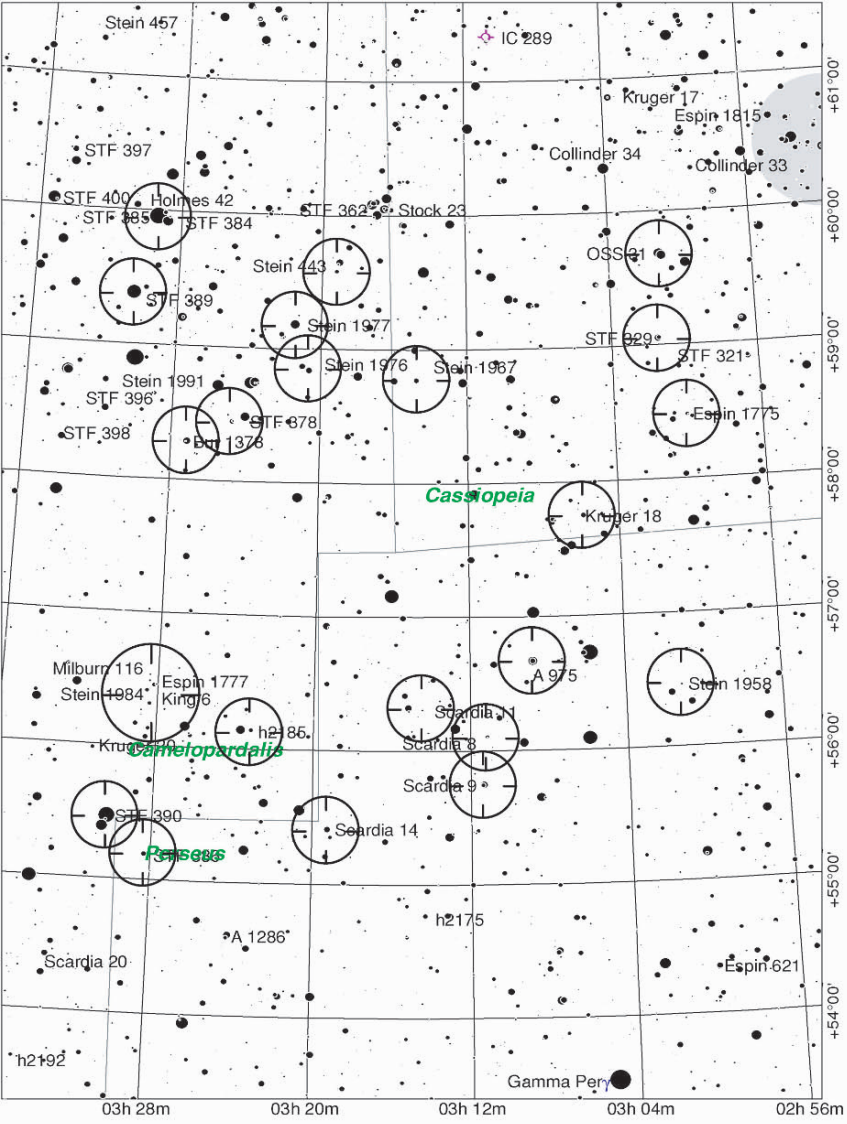 Stein 457
IC 289
+61°00'
Kruger 17
Espin 1815
STF 397
Collinder 34
Collinder 33
STF 400
Holmes 42
STF 385
STF 384
STF 362
Stock 23
+60°00'
OSS 31
Stein 443
STF 389
Stein 1977
STF 329
+59°00'
STF 321
Stein 1976
Stein 1967
Stein 1991
STF 396
Espin 1775
STF 398
STF 378
Bur 1378
+58°00'
Cassiopeia
Kruger 18
+57°00'
Milburn 116
Espin 1777
A 975
Stein 1984
King 6
Stein 1958
Scardia 11
h2185
Scardia 8
+56°00'
Camelopardalis
Scardia 9
STF 390
Scardia 14
Perseus
+55°00'
h2175
A 1286
Scardia 20
Espin 621
+54°00'
h2192
Gamma Per γ
03h 28m
03h 20m
03h 12m
03h 04m
02h 56m